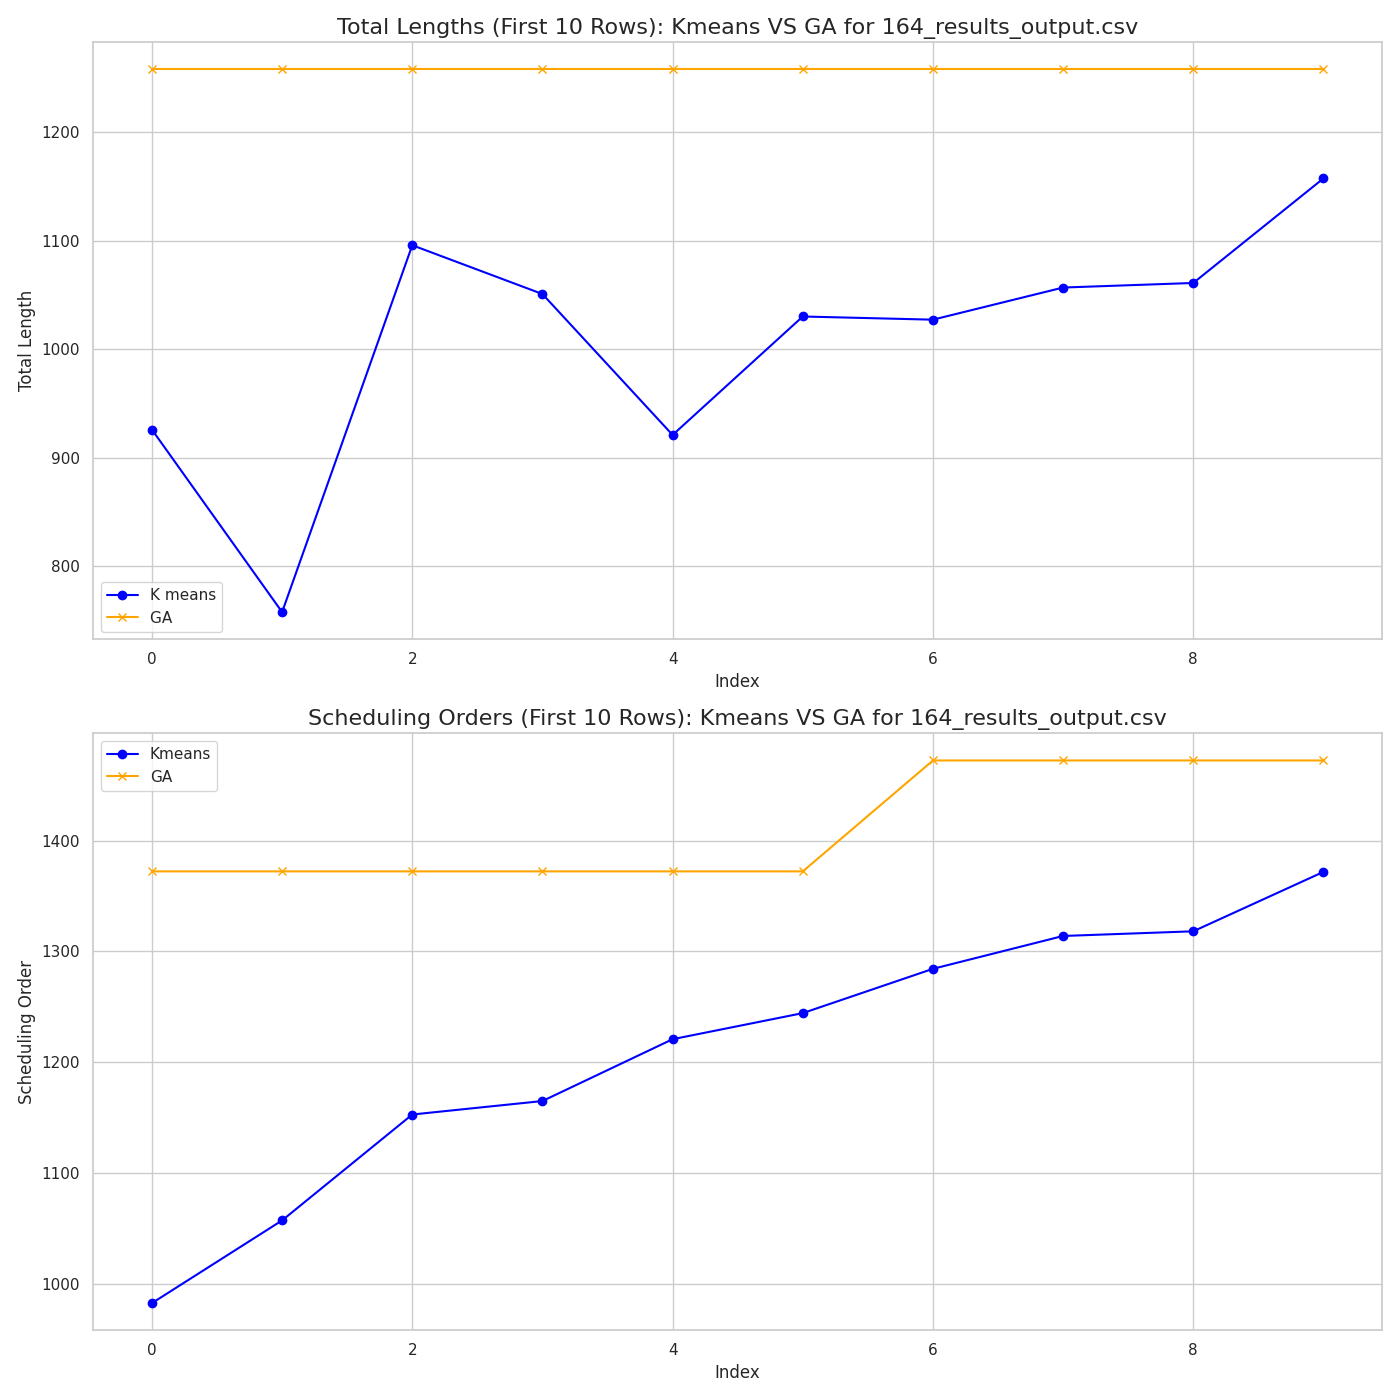 Total Lengths (First 10 Rows): Kmeans VS GA for 164_results_output.csv
1200
1100
1000
900
800
Total Length
K means
GA
0 2 4 6 8
Index
Scheduling Orders (First 10 Rows): Kmeans VS GA for 164_results_output.csv
Kmeans
GA
1400
1300
1200
1100
1000
Scheduling Order
0 2 4 6 8
Index